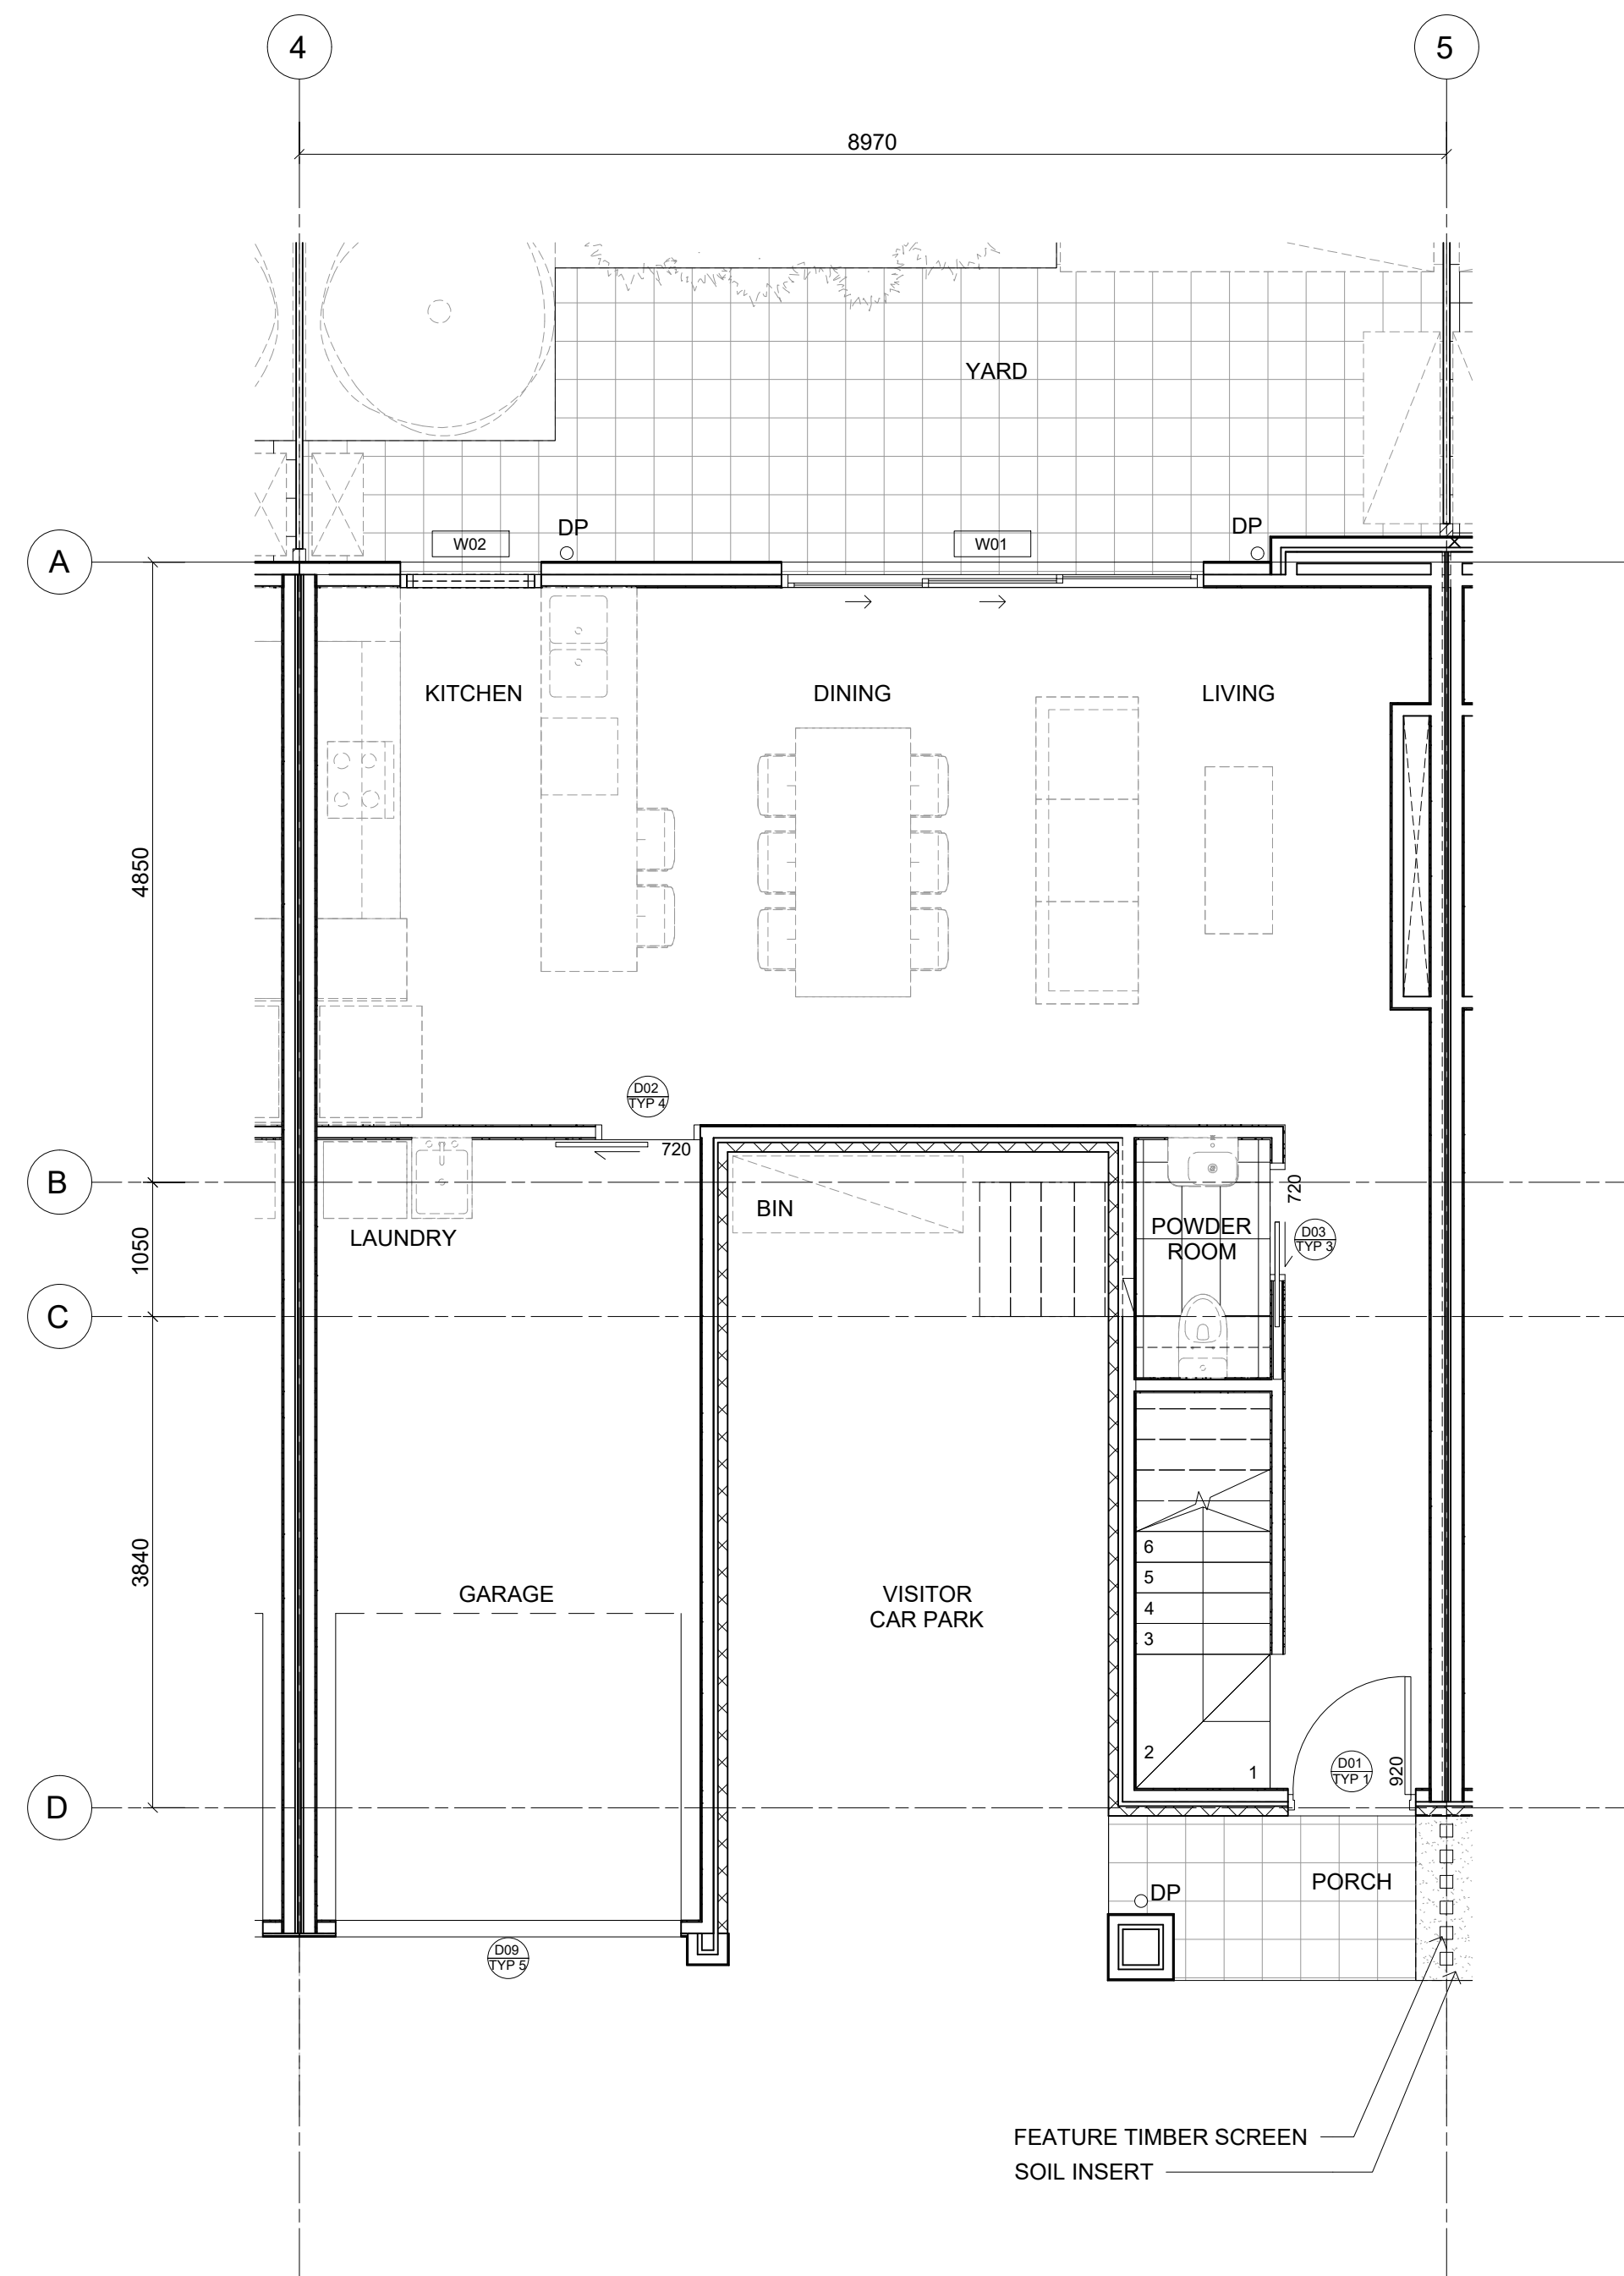 4
5
8970
YARD
DP
DP
W02
W01
A
KITCHEN
DINING
LIVING
4850
D02
TYP 4
720
B
720
BIN
POWDER
ROOM
LAUNDRY
D03
TYP 3
1050
C
6
5
4
3
3840
GARAGE
VISITOR
CAR PARK
2
1
D01
TYP 1
920
D
PORCH
DP
D09
TYP 5
FEATURE TIMBER SCREEN
SOIL INSERT